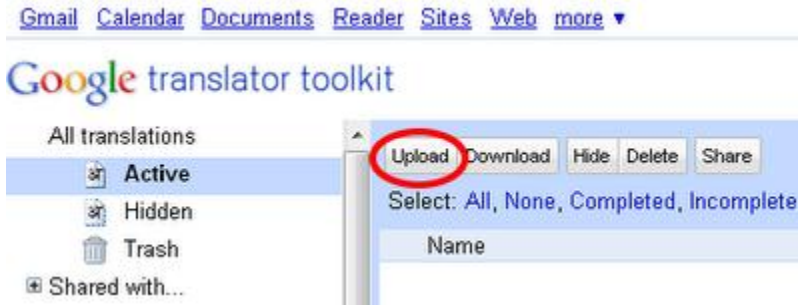 Gmail Calendar Documents Reader Sites Web more ▼
Google translator toolkit
All translations
Active
Hidden
Trash
Shared with...
Upload Download Hide Delete Share
Select: All, None, Completed, Incomplete
Name